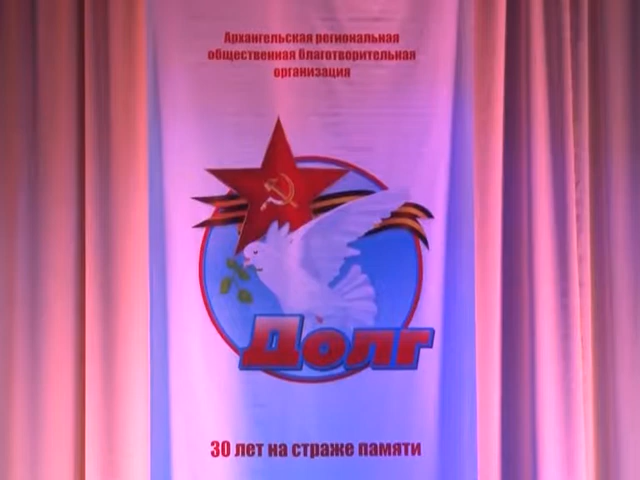 Архангельская региональная
общественная благотворительная
организация
Долг
30 лет на страже памяти